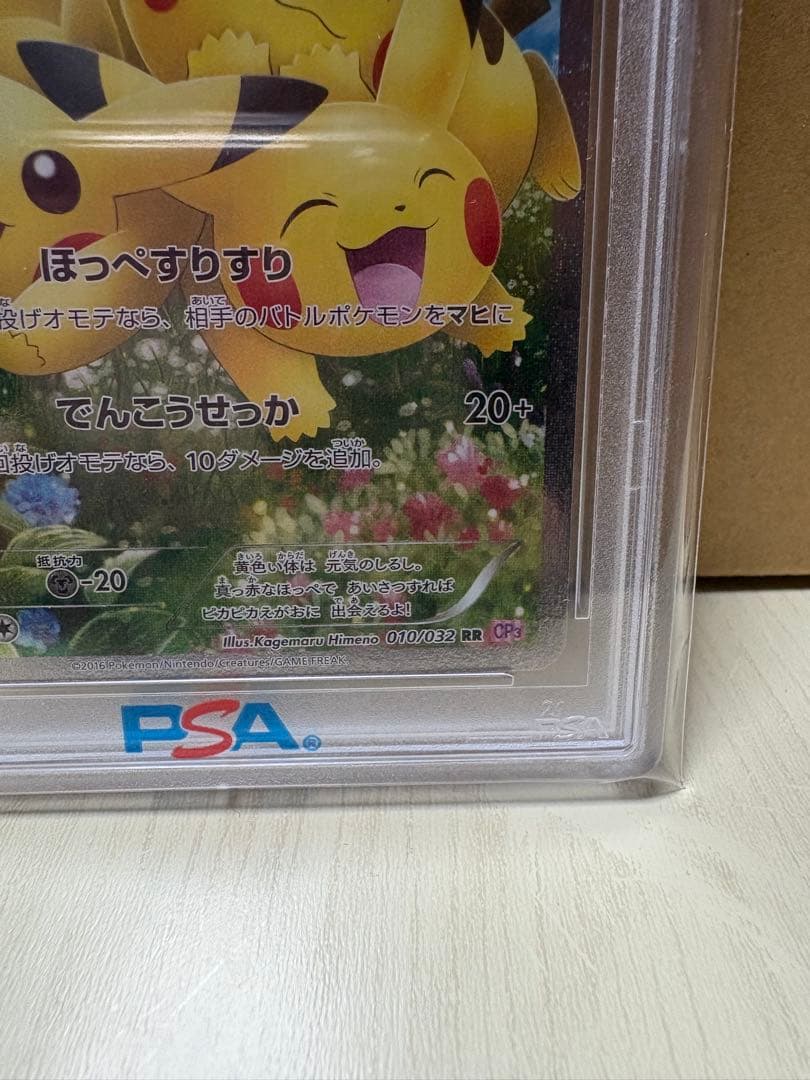 ほっぺすりすり
投げオモテなら、相手のバトルポケモンをマヒに
でんこうせっか 20+
回投げオモテなら、10ダメージを追加。
抵抗力
-20
黄色い体は 元気のしるし。
真っ赤なほっぺで あいさつすれば
ピカピカえがおに 出会えるよ!
Illus.Kagemaru Himeno 010/032 RR CP3
©2016 Pokémon/Nintendo/Creatures/GAME FREAK.
PSA®
PSA